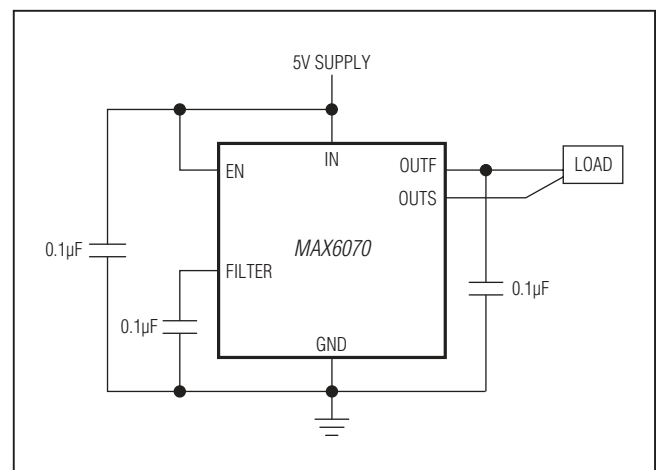 5V SUPPLY
IN
EN
OUTF
LOAD
OUTS
0.1µF
MAX6070
FILTER
0.1µF
0.1µF
GND